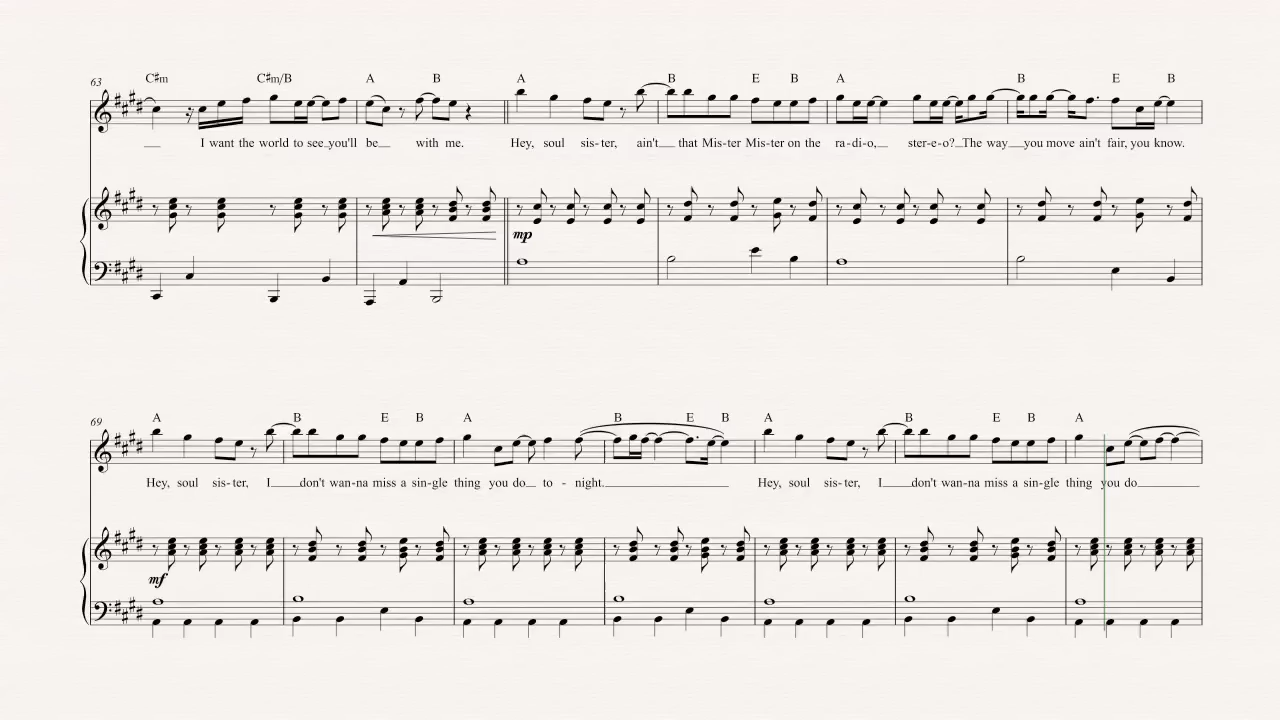 63
C♯m C♯m/B A B A B E B A B E B
I want the world to see you'll be with me. Hey, soul sis-ter, ain't that Mis-ter Mis-ter on the ra-di-o, ster-e-o? The way you move ain't fair, you know.
mp
69
A B E B A B E B A B E B A
Hey, soul sis-ter, I don't wan-na miss a sin-gle thing you do to - night. Hey, soul sis-ter, I don't wan-na miss a sin-gle thing you do
mf